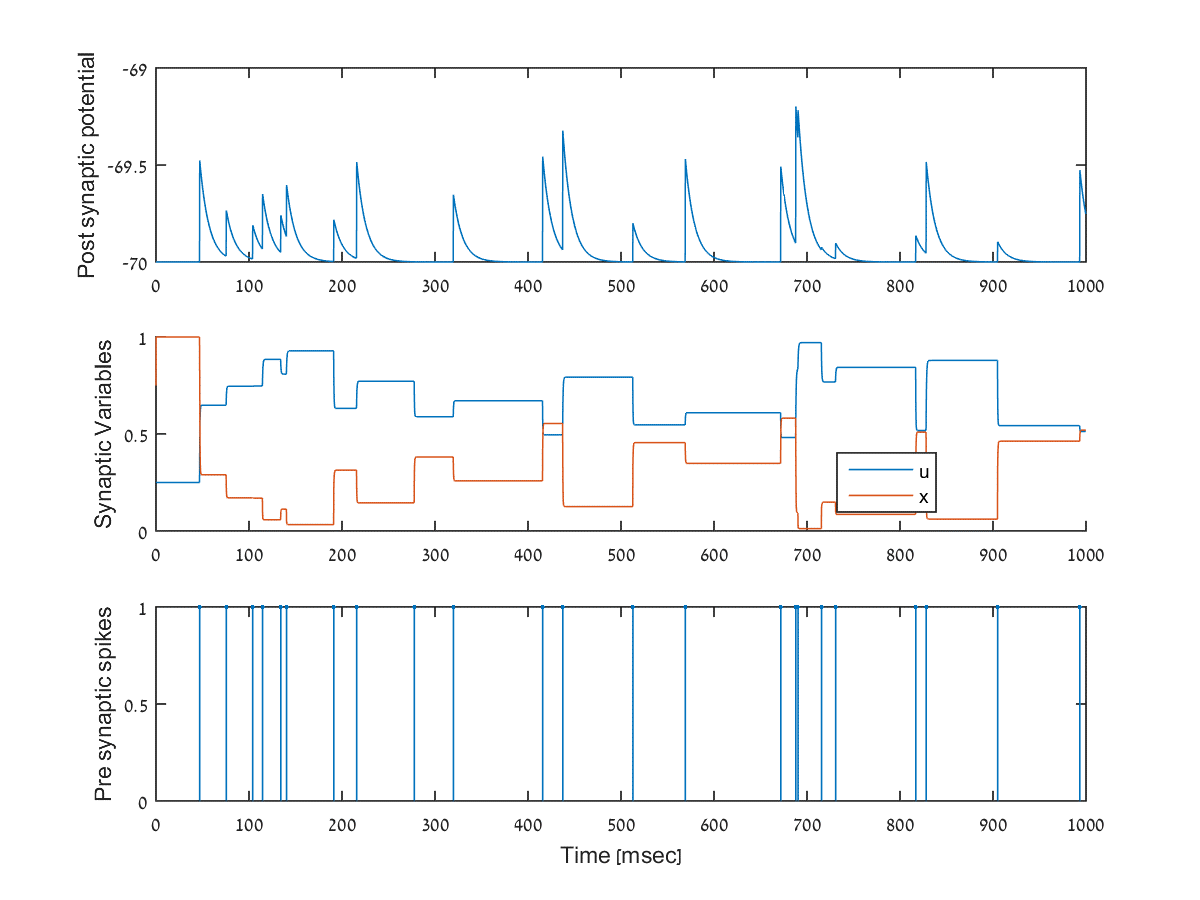 Post synaptic potential
-69
-69.5
-70
0 100 200 300 400 500 600 700 800 900 1000
Synaptic Variables
1
0.5
0
u
x
0 100 200 300 400 500 600 700 800 900 1000
Pre synaptic spikes
1
0.5
0
0 100 200 300 400 500 600 700 800 900 1000
Time [msec]